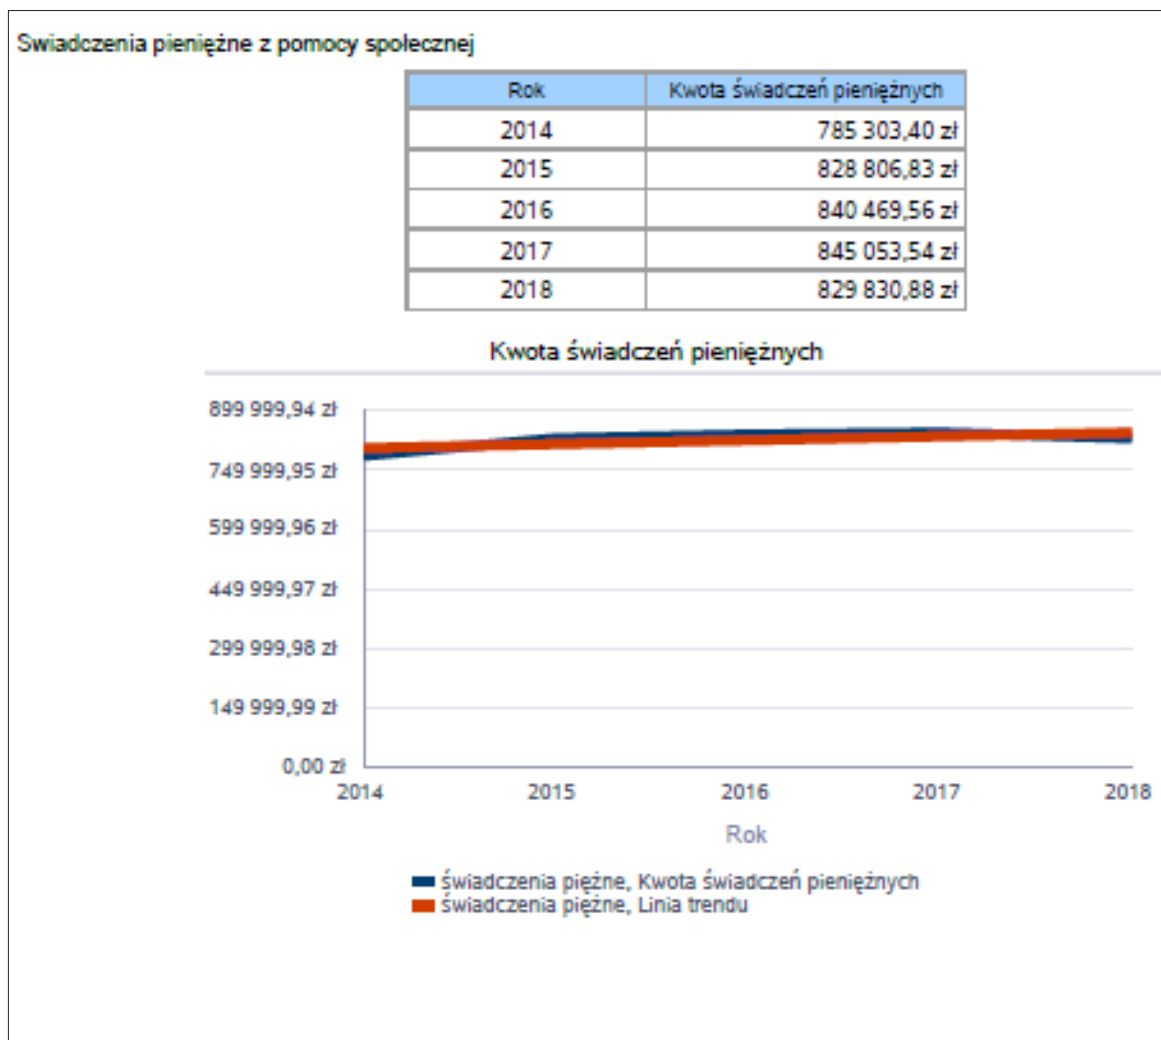 Swiadczenia pieniężne z pomocy społecznej
Rok Kwota świadczeń pieniężnych
2014 785 303,40 zł
2015 828 806,83 zł
2016 840 469,56 zł
2017 845 053,54 zł
2018 829 830,88 zł
Kwota świadczeń pieniężnych
899 999,94 zł
749 999,95 zł
599 999,96 zł
449 999,97 zł
299 999,98 zł
149 999,99 zł
0,00 zł
2014 2015 2016 2017 2018
Rok
świadczenia piężne, Kwota świadczeń pieniężnych
świadczenia piężne, Linia trendu